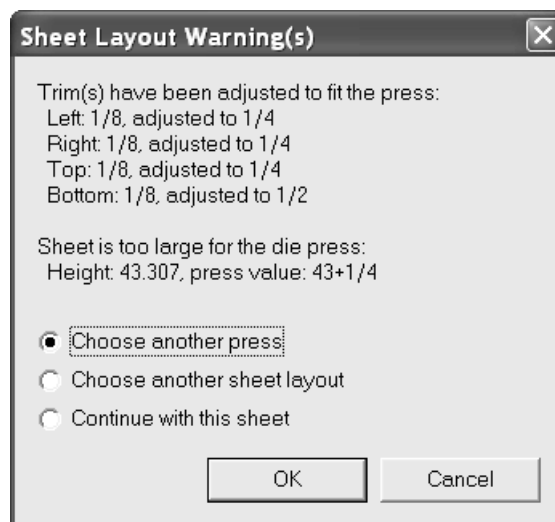 Sheet Layout Warning(s)
Trim(s) have been adjusted to fit the press:
Left: 1/8, adjusted to 1/4
Right: 1/8, adjusted to 1/4
Top: 1/8, adjusted to 1/4
Bottom: 1/8, adjusted to 1/2
Sheet is too large for the die press:
Height: 43.307, press value: 43+1/4
Choose another press
Choose another sheet layout
Continue with this sheet
OK
Cancel